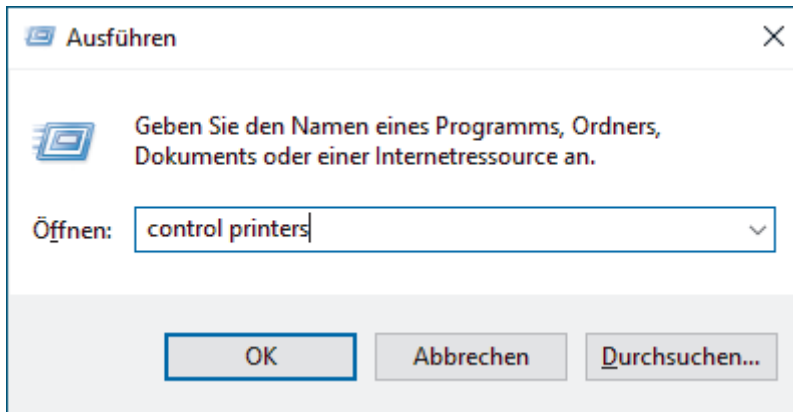 Ausführen
Geben Sie den Namen eines Programms, Ordners,
Dokuments oder einer Internetressource an.
Öffnen: control printers
OK Abbrechen Durchsuchen...